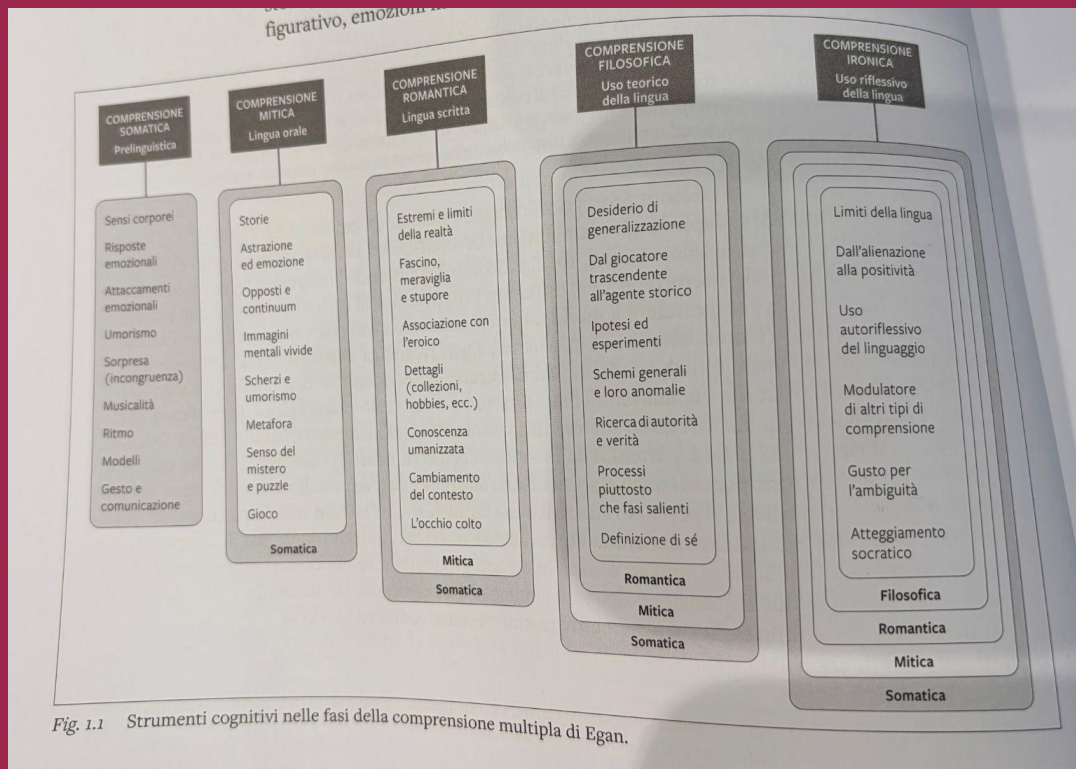 figurativo, emozioni
COMPRENSIONE
SOMATICA
Prelinguistica
Sensi corporei
Risposte
emozionali
Attaccamenti
emozionali
Umorismo
Sorpresa
(incongruenza)
Musicalità
Ritmo
Modelli
Gesto e
comunicazione
COMPRENSIONE
MITICA
Lingua orale
Storie
Astrazione
ed emozione
Opposti e
continuum
Immagini
mentali vivide
Scherzi e
umorismo
Metafora
Senso del
mistero
e puzzle
Gioco
Somatica
COMPRENSIONE
ROMANTICA
Lingua scritta
Estremi e limiti
della realtà
Fascino,
meraviglia
e stupore
Associazione con
l'eroico
Dettagli
(collezioni,
hobbies, ecc.)
Conoscenza
umanizzata
Cambiamento
del contesto
L'occhio colto
Mitica
Somatica
COMPRENSIONE
FILOSOFICA
Uso teorico
della lingua
Desiderio di
generalizzazione
Dal giocatore
trascendente
all'agente storico
Ipotesi ed
esperimenti
Schemi generali
e loro anomalie
Ricerca di autorità
e verità
Processi
piuttosto
che fasi salienti
Definizione di sé
Romantica
Mitica
Somatica
COMPRENSIONE
IRONICA
Uso riflessivo
della lingua
Limiti della lingua
Dall'alienazione
alla positività
Uso
autoriflessivo
del linguaggio
Modulatore
di altri tipi di
comprensione
Gusto per
l'ambiguità
Atteggiamento
socratico
Filosofica
Romantica
Mitica
Somatica
Fig. 1.1 Strumenti cognitivi nelle fasi della comprensione multipla di Egan.